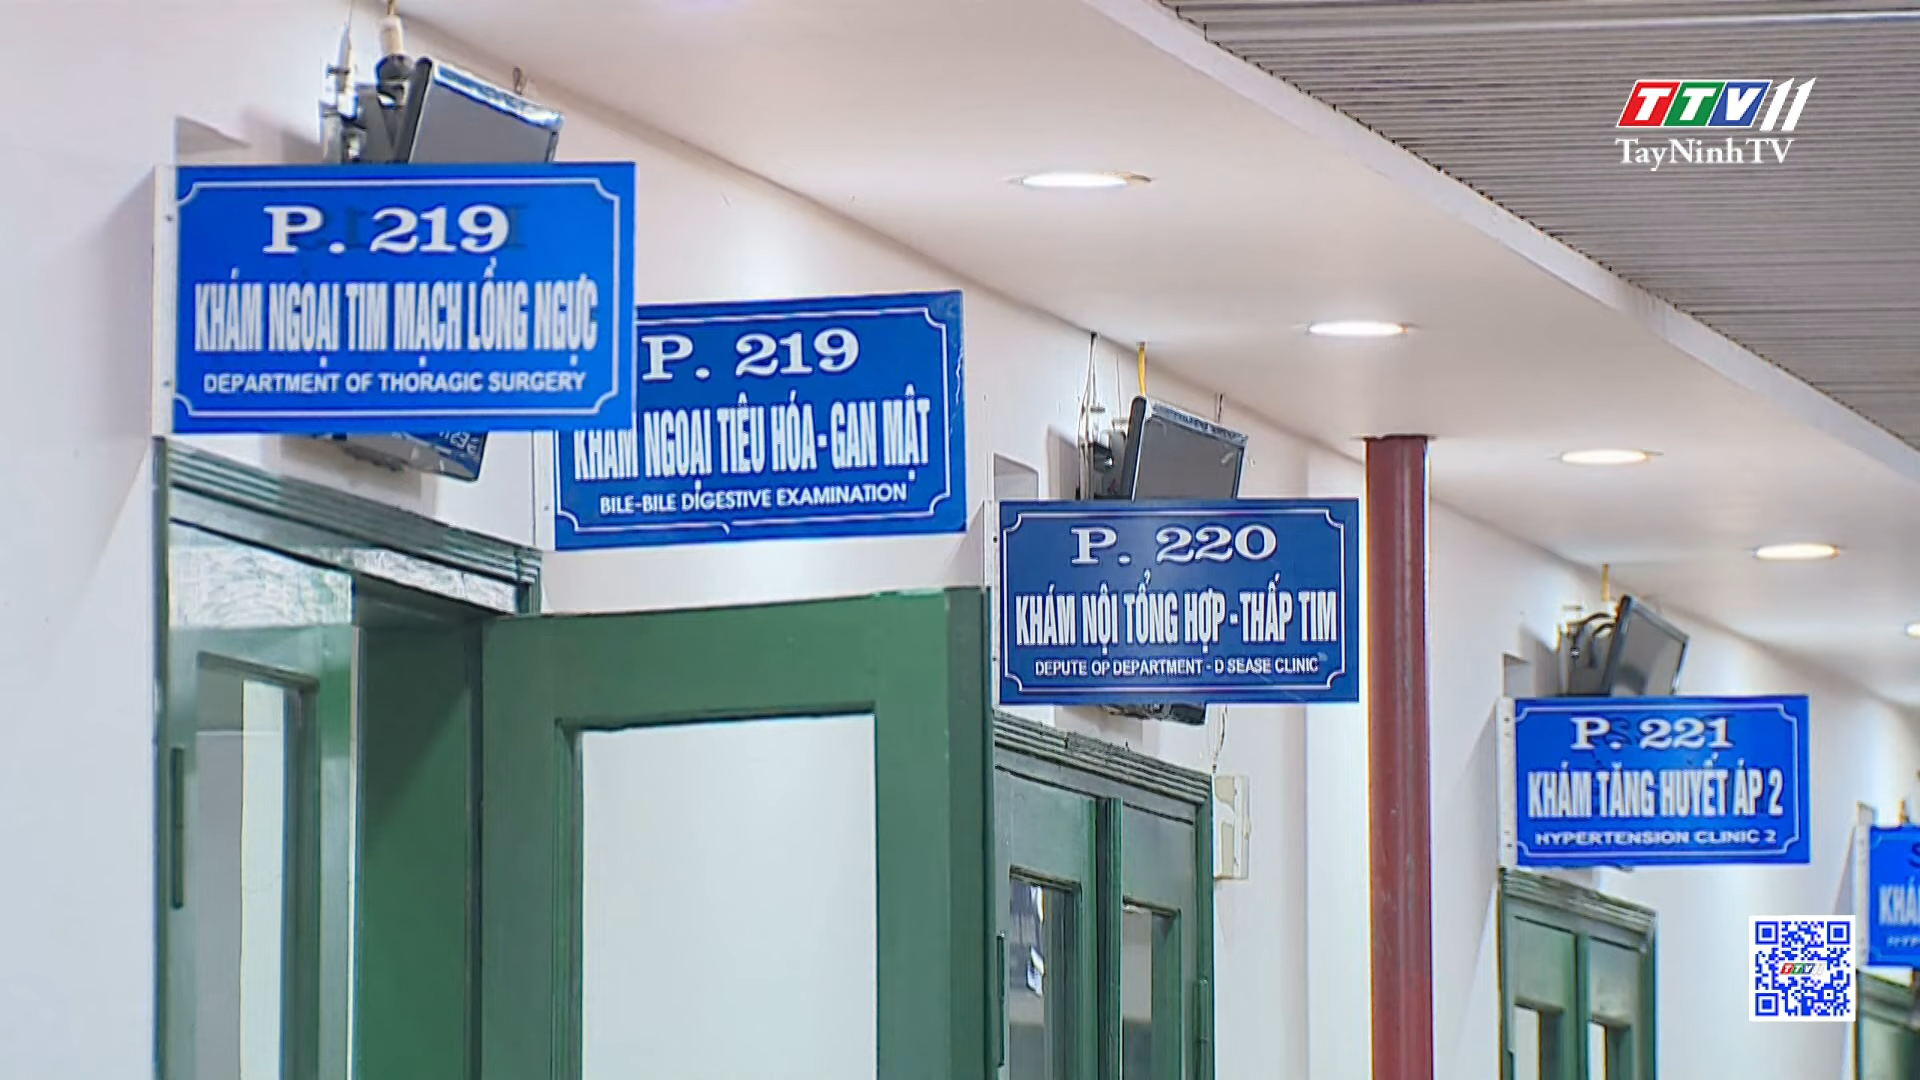 TTV11
TayNinhTV
P. 219
KHÁM NGOẠI TIM MẠCH LỒNG NGỰC
DEPARTMENT OF THORAGIC SURGERY
P. 219
KHÁM NGOẠI TIÊU HÓA - GAN MẬT
BILE-BILE DIGESTIVE EXAMINATION
P. 220
KHÁM NỘI TỔNG HỢP - THẤP TIM
DEPUTE OP DEPARTMENT - D SEASE CLINIC
P. 221
KHÁM TĂNG HUYẾT ÁP 2
HYPERTENSION CLINIC 2
TTV11